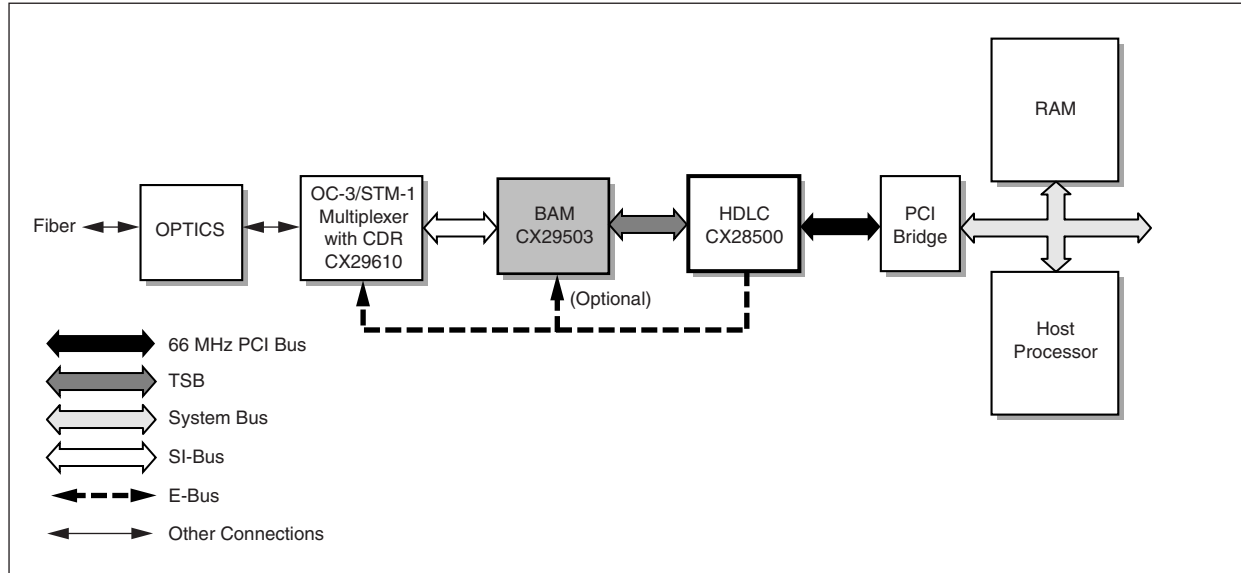 RAM
Fiber
OPTICS
OC-3/STM-1
Multiplexer
with CDR
CX29610
BAM
CX29503
HDLC
CX28500
PCI
Bridge
(Optional)
Host
Processor
66 MHz PCI Bus
TSB
System Bus
SI-Bus
E-Bus
Other Connections